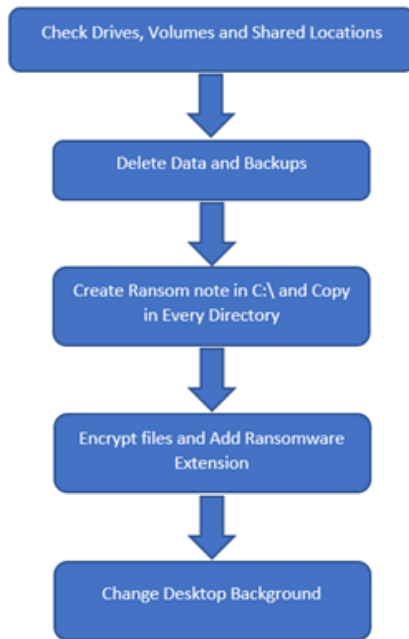 Check Drives, Volumes and Shared Locations
Delete Data and Backups
Create Ransom note in C:\ and Copy
in Every Directory
Encrypt files and Add Ransomware
Extension
Change Desktop Background